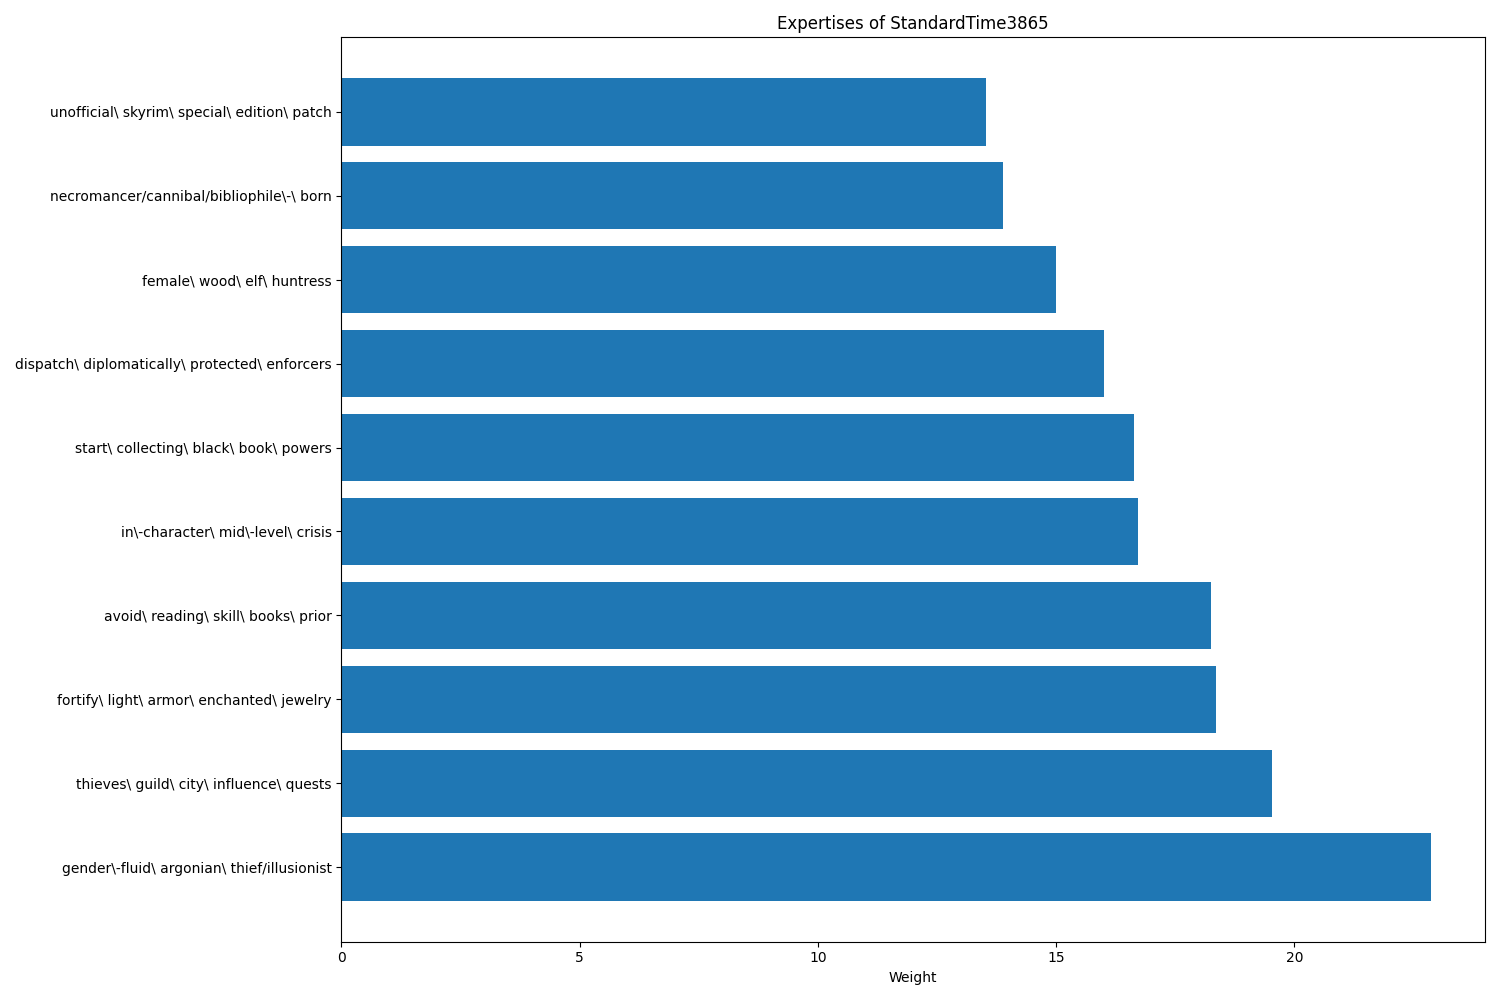 Expertises of StandardTime3865
unofficial\ skyrim\ special\ edition\ patch
necromancer/cannibal/bibliophile\-\ born
female\ wood\ elf\ huntress
dispatch\ diplomatically\ protected\ enforcers
start\ collecting\ black\ book\ powers
in\-character\ mid\-level\ crisis
avoid\ reading\ skill\ books\ prior
fortify\ light\ armor\ enchanted\ jewelry
thieves\ guild\ city\ influence\ quests
gender\-fluid\ argonian\ thief/illusionist
0 5 10 15 20
Weight